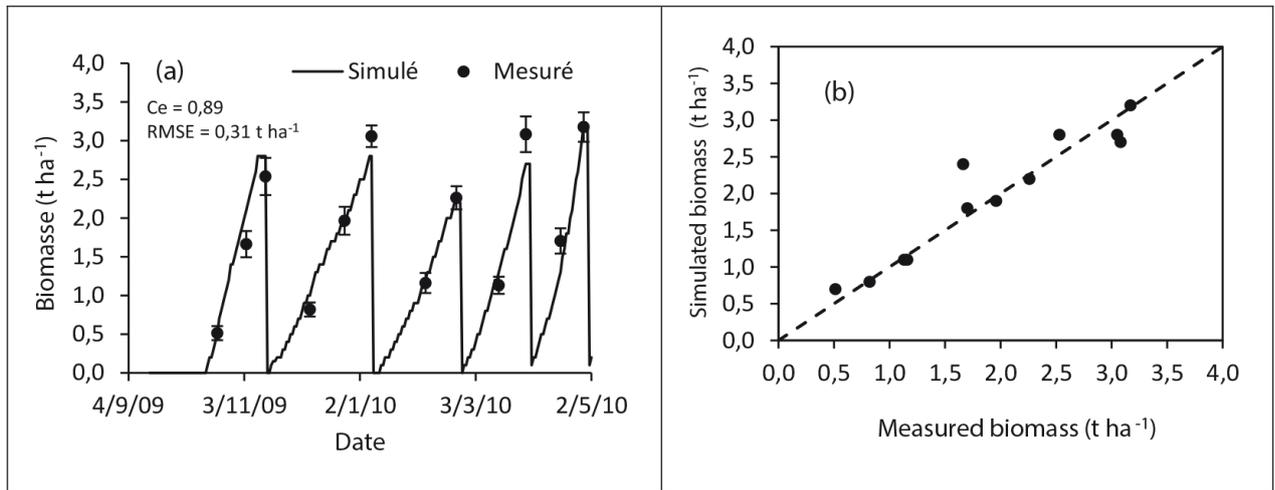 (a)
Simulé
Mesuré
Ce = 0,89
RMSE = 0,31 t ha-1
Biomasse (t ha-1)
4,0
3,5
3,0
2,5
2,0
1,5
1,0
0,5
0,0
4/9/09 3/11/09 2/1/10 3/3/10 2/5/10
Date
(b)
Simulated biomass (t ha-1)
4,0
3,5
3,0
2,5
2,0
1,5
1,0
0,5
0,0
0,0 0,5 1,0 1,5 2,0 2,5 3,0 3,5 4,0
Measured biomass (t ha-1)